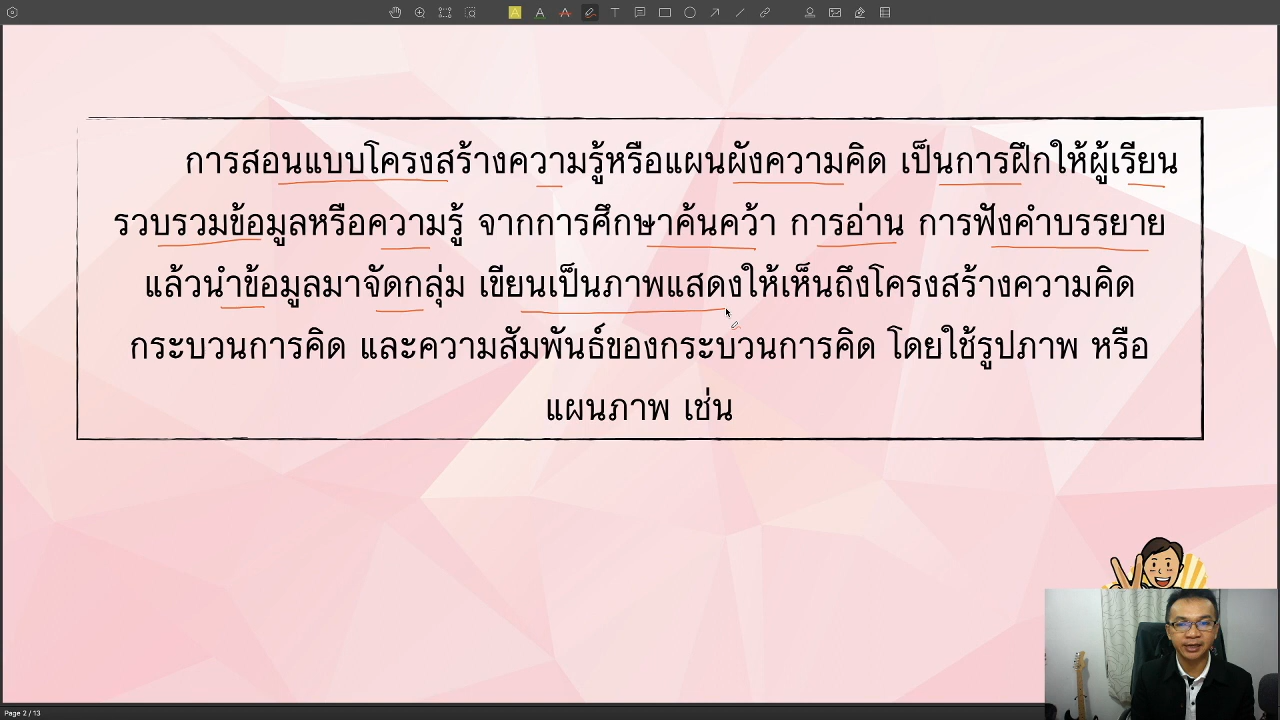 การสอนแบบโครงสร้างความรู้หรือแผนผังความคิด เป็นการฝึกให้ผู้เรียน
รวบรวมข้อมูลหรือความรู้ จากการศึกษาค้นคว้า การอ่าน การฟังคำบรรยาย
แล้วนำข้อมูลมาจัดกลุ่ม เขียนเป็นภาพแสดงให้เห็นถึงโครงสร้างความคิด
กระบวนการคิด และความสัมพันธ์ของกระบวนการคิด โดยใช้รูปภาพ หรือ
แผนภาพ เช่น
Page 2 / 13